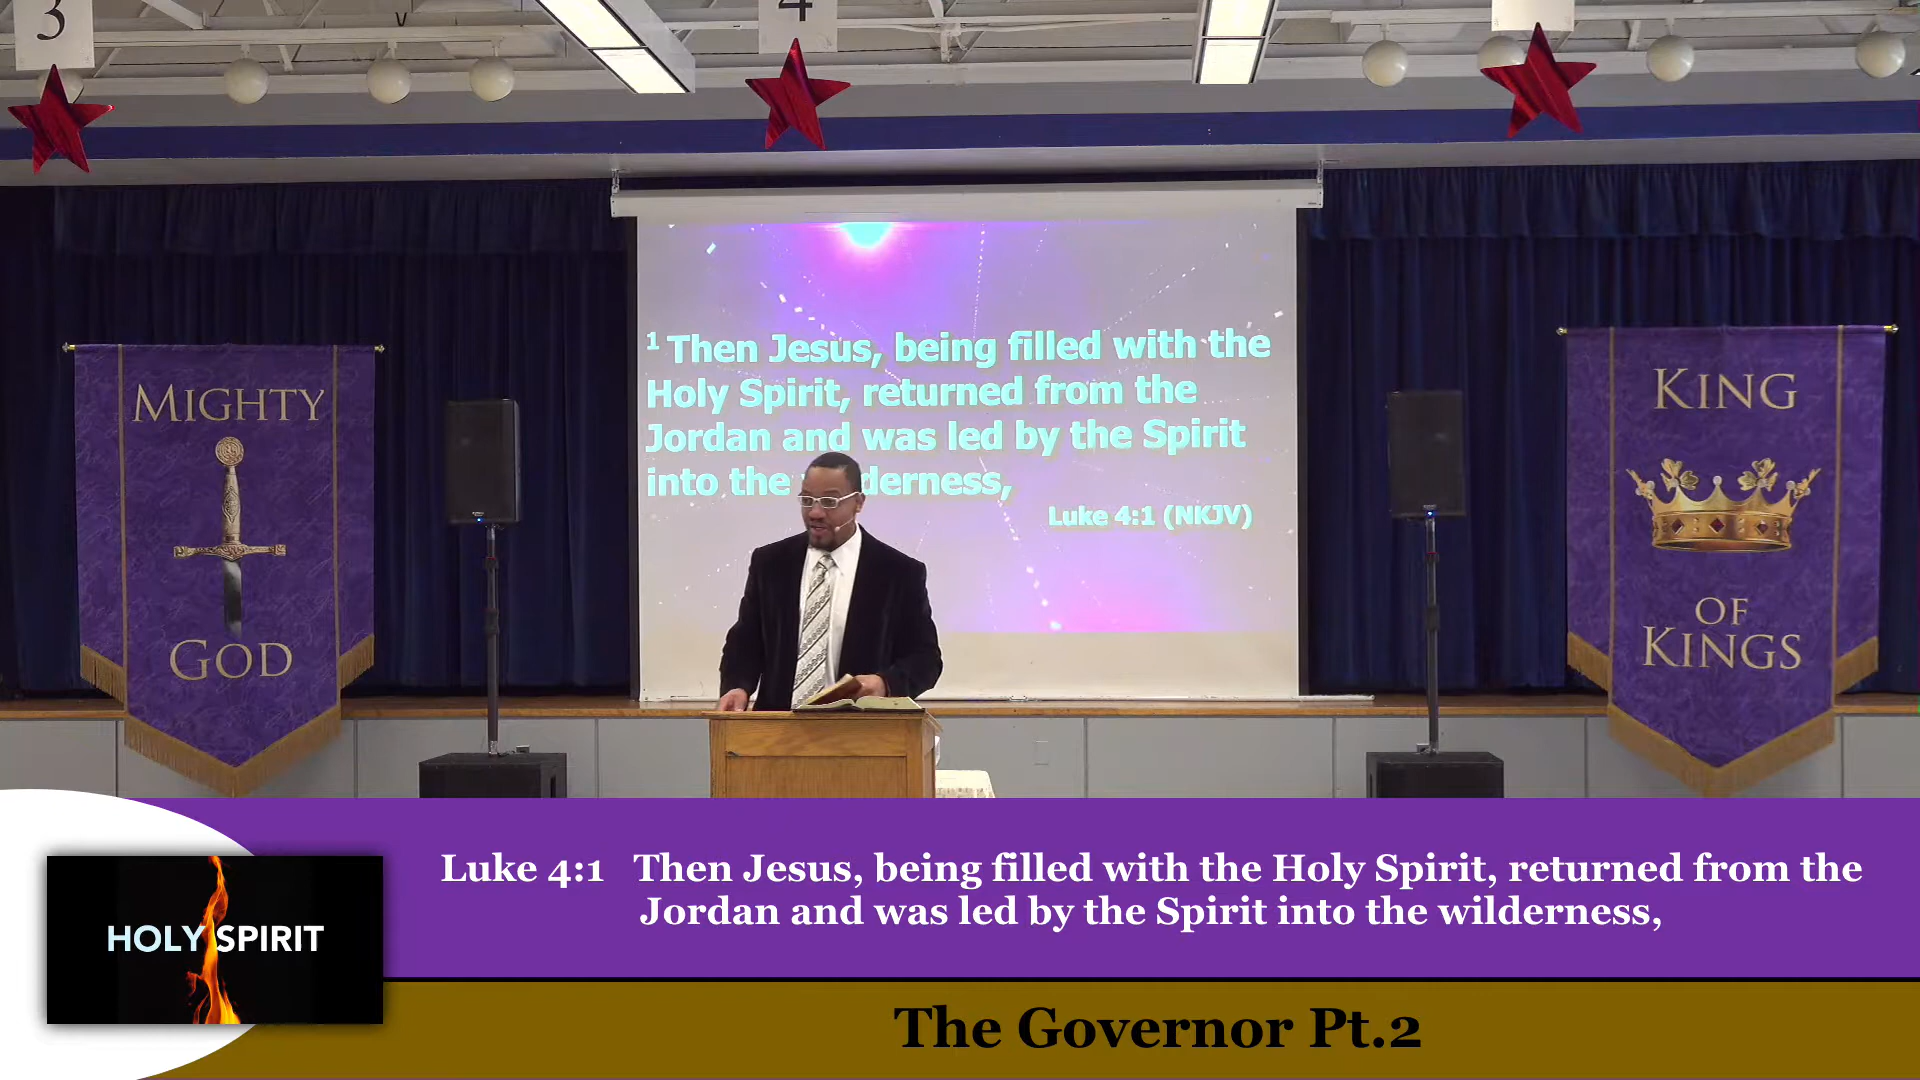 3
4
1 Then Jesus, being filled with the
Holy Spirit, returned from the
Jordan and was led by the Spirit
into the derness,
Luke 4:1 (NKJV)
MIGHTY
GOD
KING
OF
KINGS
Luke 4:1 Then Jesus, being filled with the Holy Spirit, returned from the
Jordan and was led by the Spirit into the wilderness,
HOLY SPIRIT
The Governor Pt.2